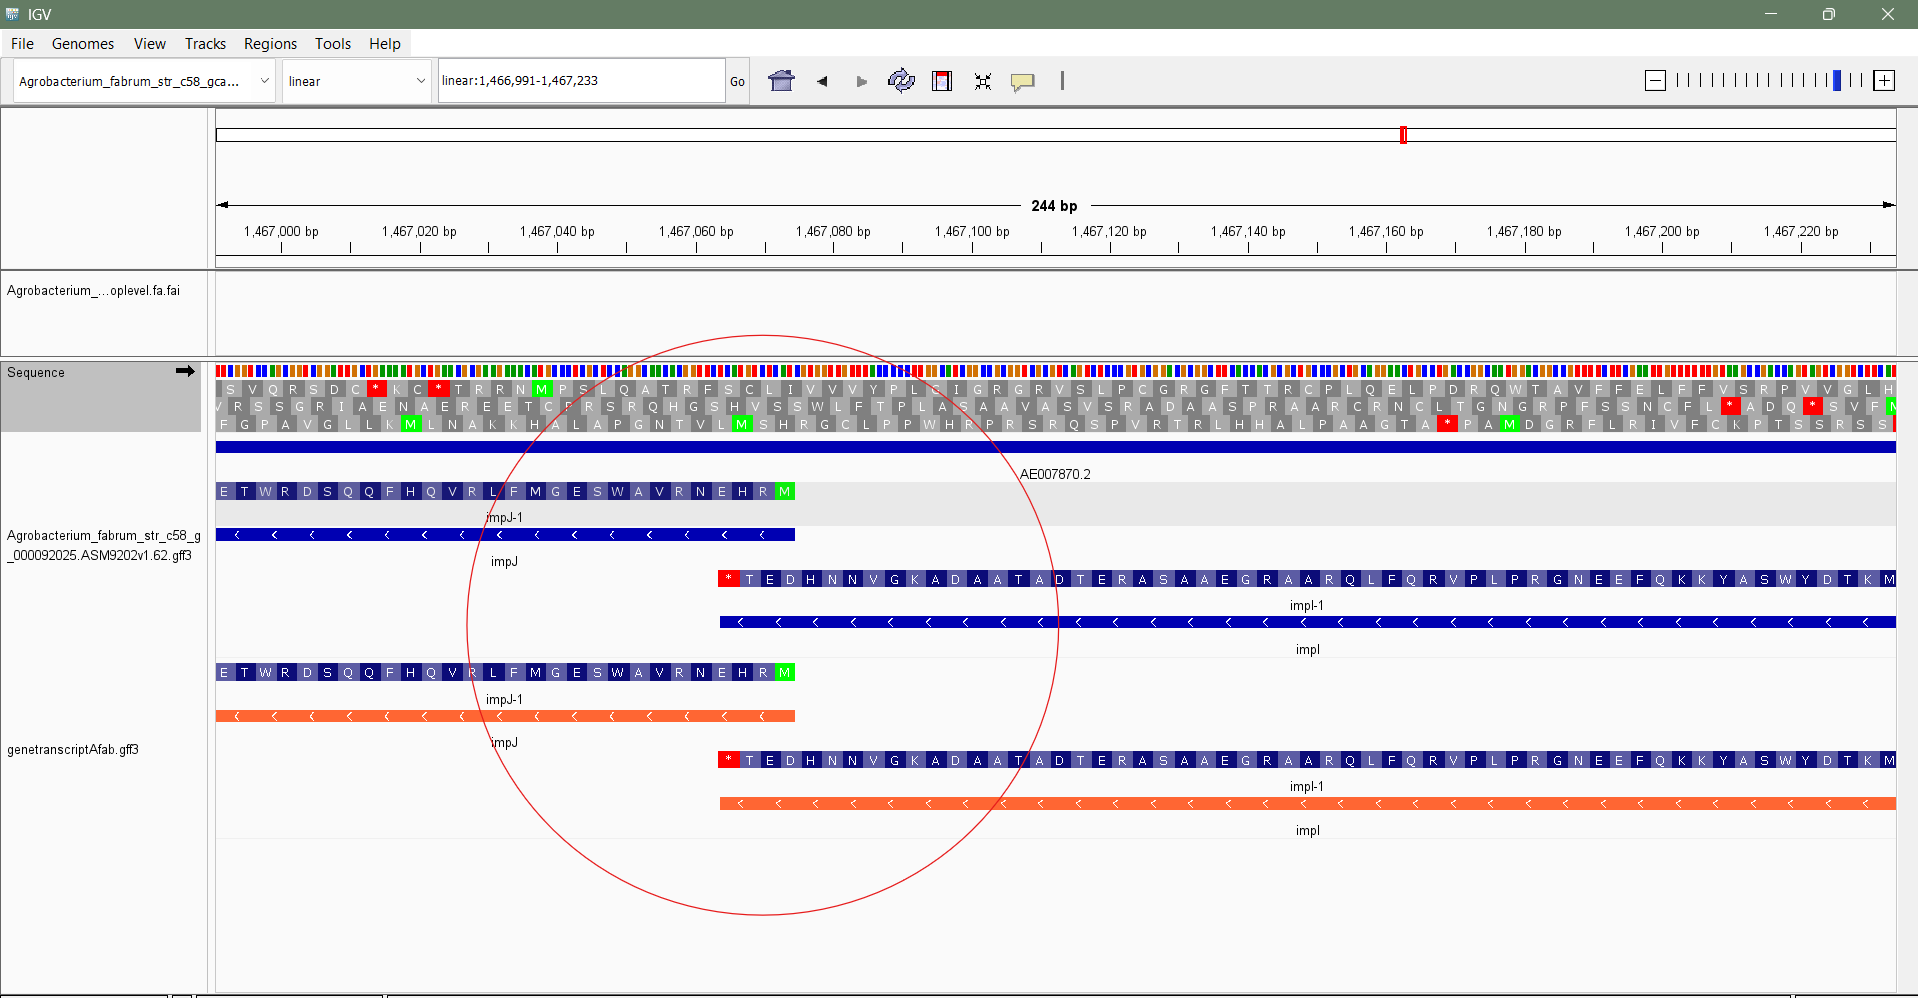 IGV
File Genomes View Tracks Regions Tools Help
Agrobacterium_fabrum_str_c58_gca... linear linear:1,466,991-1,467,233 Go
244 bp
1,467,000 bp 1,467,020 bp 1,467,040 bp 1,467,060 bp 1,467,080 bp 1,467,100 bp 1,467,120 bp 1,467,140 bp 1,467,160 bp 1,467,180 bp 1,467,200 bp 1,467,220 bp
Agrobacterium_...oplevel.fa.fai
Sequence
S V Q R S D C * K C * T R R N M P S L Q A T R F S C L I V V V Y P L C I G R G R V S L P C G R G F T T R C P L Q E L P D R Q W T A V F F E L F F V S R P V V G L H
V R S S G R I A E N A E R E E T C P R S R Q H G S H V S S W L F T P L A S A A V A S V S R A D A A S P R A A R C R N C L T G N G R P F S S N C F L * A D Q * S V F M
F G P A V G L L K M L N A K K H A L A P G N T V L M S H R G C L P P W H R P R S R Q S P V R T R L H H A L P A A G T A * P A M D G R F L R I V F C K P T S S R S S
AE007870.2
E T W R D S Q Q F H Q V R L F M G E S W A V R N E H R M
impJ-1
Agrobacterium_fabrum_str_c58_g
_000092025.ASM9202v1.62.gff3
impJ
* T E D H N N V G K A D A A T A D T E R A S A A E G R A A R Q L F Q R V P L P R G N E E F Q K K Y A S W Y D T K M
impI-1
impI
E T W R D S Q Q F H Q V R L F M G E S W A V R N E H R M
impJ-1
impJ
genetranscriptAfab.gff3
* T E D H N N V G K A D A A T A D T E R A S A A E G R A A R Q L F Q R V P L P R G N E E F Q K K Y A S W Y D T K M
impI-1
impI